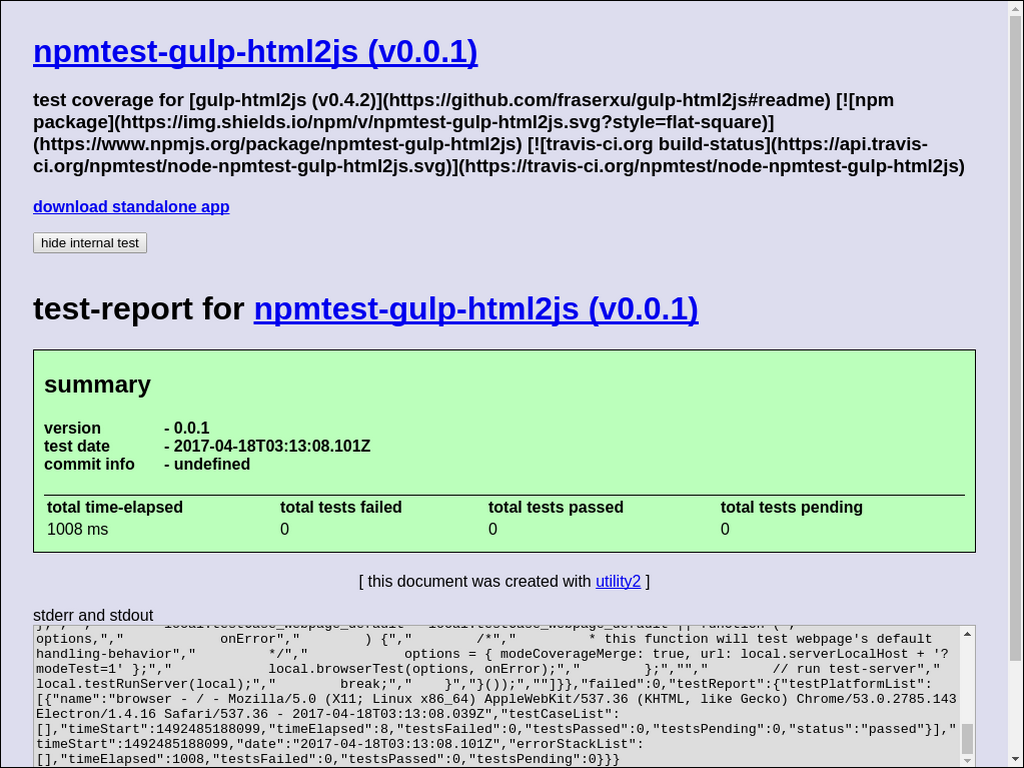 npmtest-gulp-html2js (v0.0.1)
test coverage for [gulp-html2js (v0.4.2)](https://github.com/fraserxu/gulp-html2js#readme) [![npm
package](https://img.shields.io/npm/v/npmtest-gulp-html2js.svg?style=flat-square)]
(https://www.npmjs.org/package/npmtest-gulp-html2js) [![travis-ci.org build-status](https://api.travis-
ci.org/npmtest/node-npmtest-gulp-html2js.svg)](https://travis-ci.org/npmtest/node-npmtest-gulp-html2js)
download standalone app
hide internal test
test-report for npmtest-gulp-html2js (v0.0.1)
summary
version - 0.0.1
test date - 2017-04-18T03:13:08.101Z
commit info - undefined
total time-elapsed total tests failed total tests passed total tests pending
1008 ms 0 0 0
[ this document was created with utility2 ]
stderr and stdout
options,"," onError"," ) {"," /*"," * this function will test webpage's default
handling-behavior"," */"," options = { modeCoverageMerge: true, url: local.serverLocalHost + '?
modeTest=1' };"," local.browserTest(options, onError);"," };",""," // run test-server","
local.testRunServer(local);"," break;"," }","}());",""]}},"failed":0,"testReport":{"testPlatformList":
[{"name":"browser - / - Mozilla/5.0 (X11; Linux x86_64) AppleWebKit/537.36 (KHTML, like Gecko) Chrome/53.0.2785.143
Electron/1.4.16 Safari/537.36 - 2017-04-18T03:13:08.039Z","testCaseList":
[],"timeStart":1492485188099,"timeElapsed":8,"testsFailed":0,"testsPassed":0,"testsPending":0,"status":"passed"}],"
timeStart":1492485188099,"date":"2017-04-18T03:13:08.101Z","errorStackList":
[],"timeElapsed":1008,"testsFailed":0,"testsPassed":0,"testsPending":0}}}